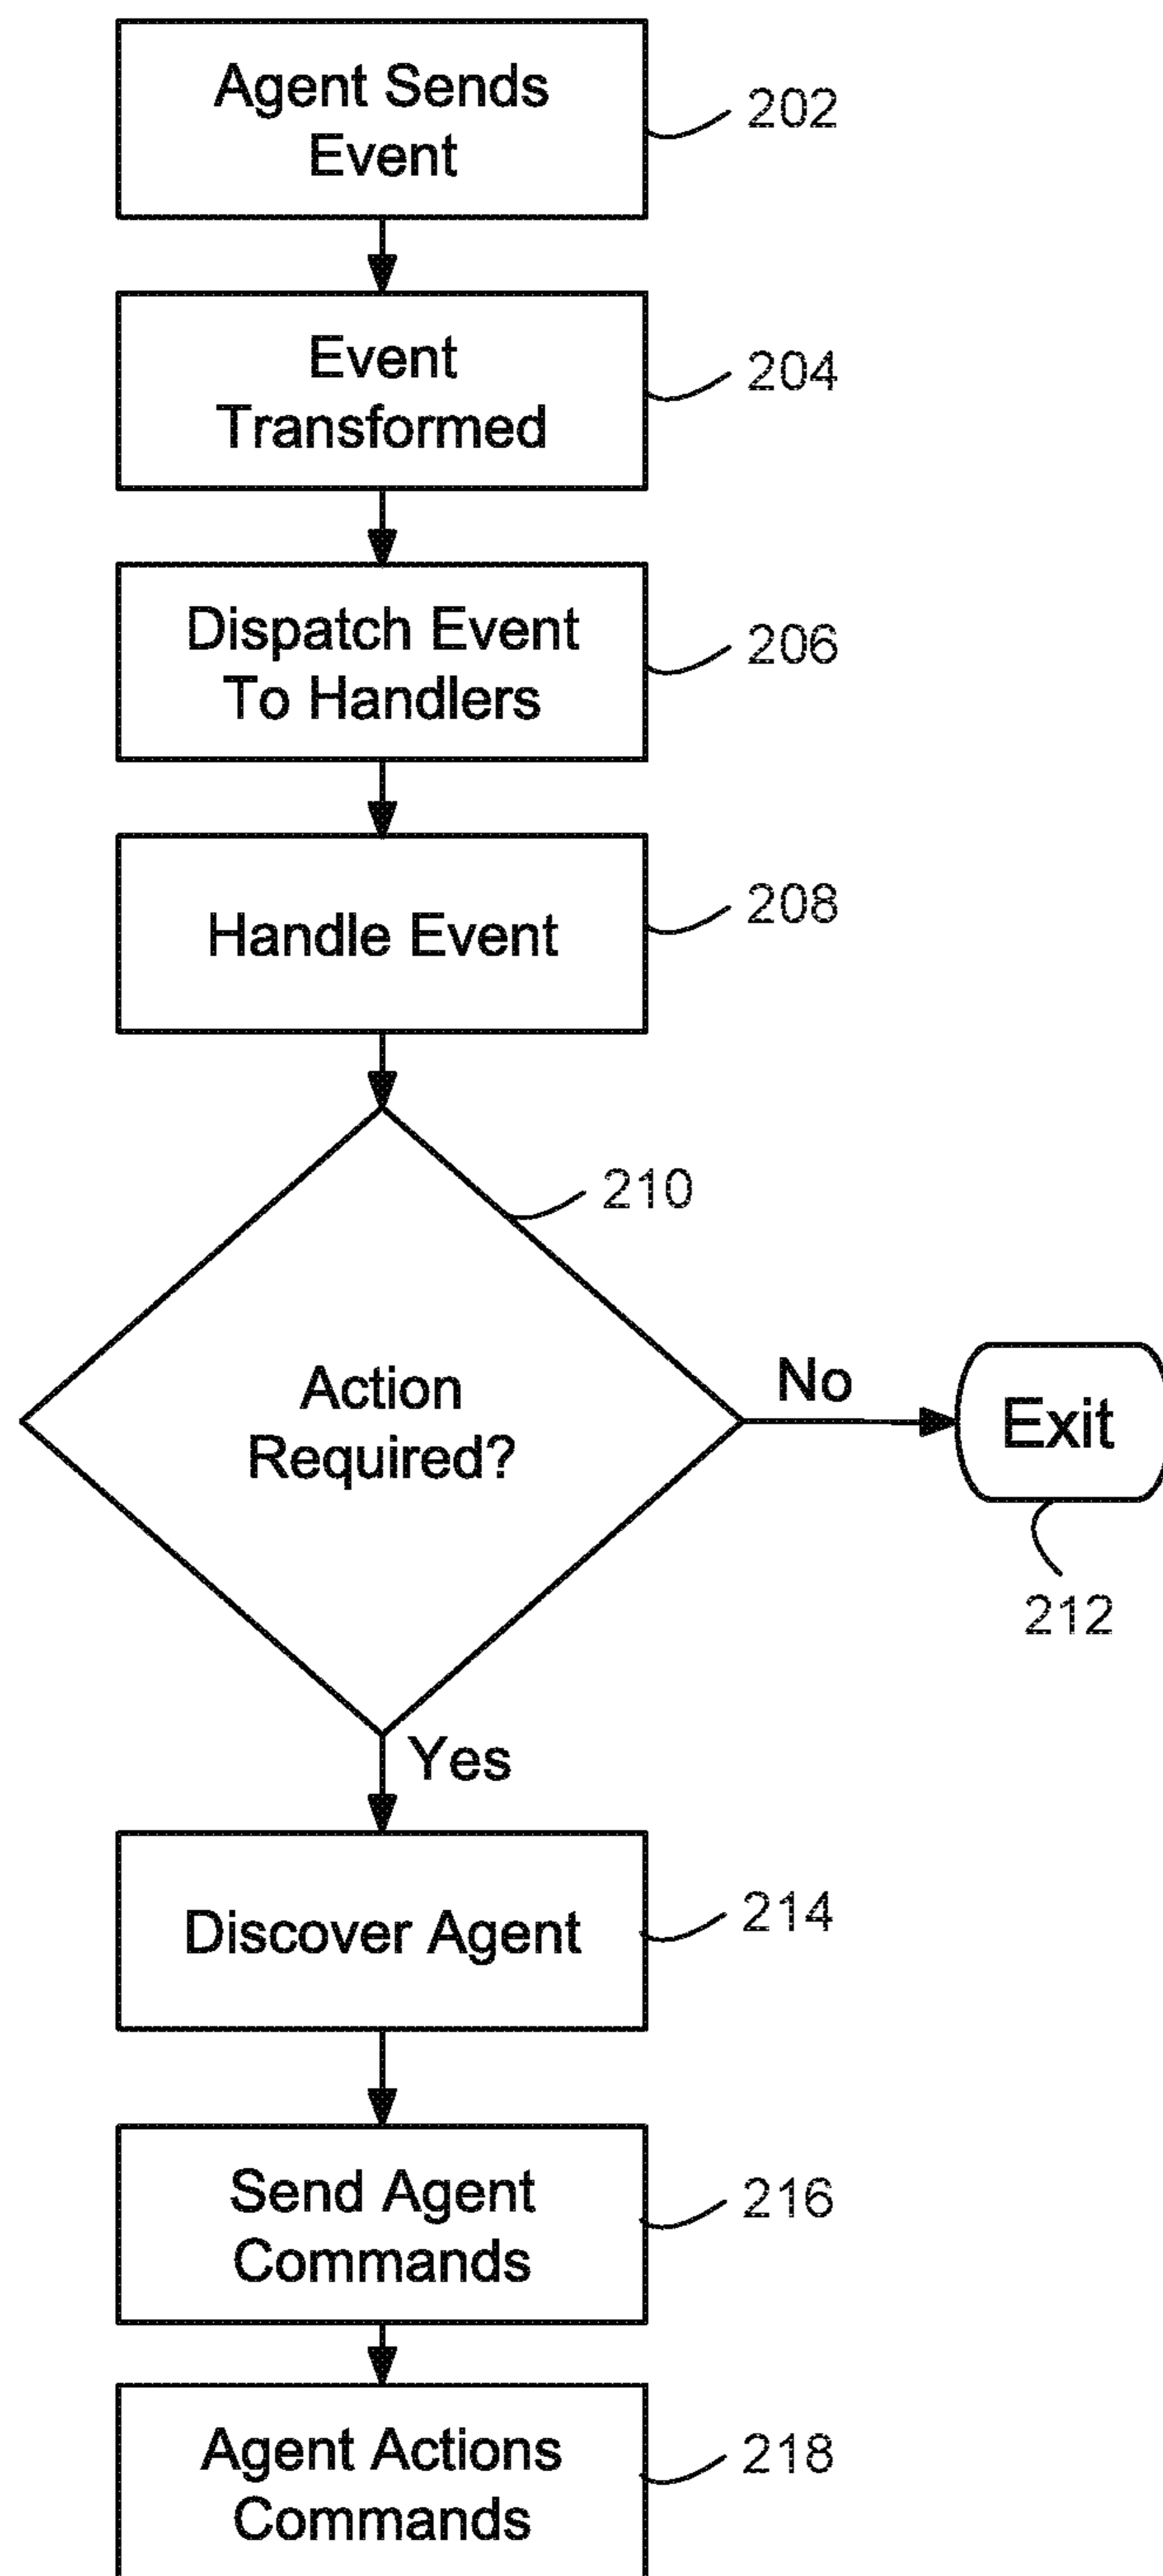 Agent Sends
Event
202
Event
Transformed
204
Dispatch Event
To Handlers
206
Handle Event
208
210
Action
Required?
No
Exit
212
Yes
Discover Agent
214
Send Agent
Commands
216
Agent Actions
Commands
218